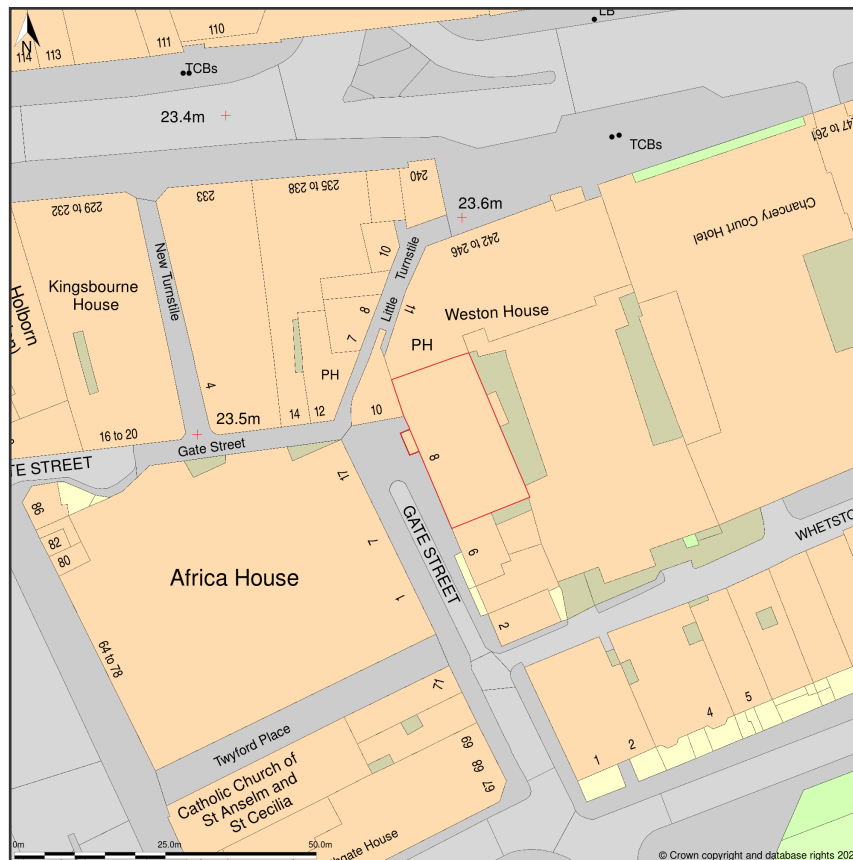 110
LB
111
114
113
N
TCBs
23.4m
TCBs
247 to 261
240
235 to 238
233
229 to 232
23.6m
Chancery Court Hotel
242 to 246
New Turnstile
Little
Turnstile
10
Kingsbourne
House
Holborn
8
11
Weston House
7
PH
PH
4
23.5m
14
12
10
16 to 20
Gate Street
TE STREET
8
17
86
GATE STREET
WHETSTO
82
80
7
6
Africa House
1
2
64 to 78
71
5
4
Twyford Place
69
2
1
68
67
Catholic Church of
St Anselm and
St Cecilia
hgate House
0m
25.0m
50.0m
© Crown copyright and database rights 202